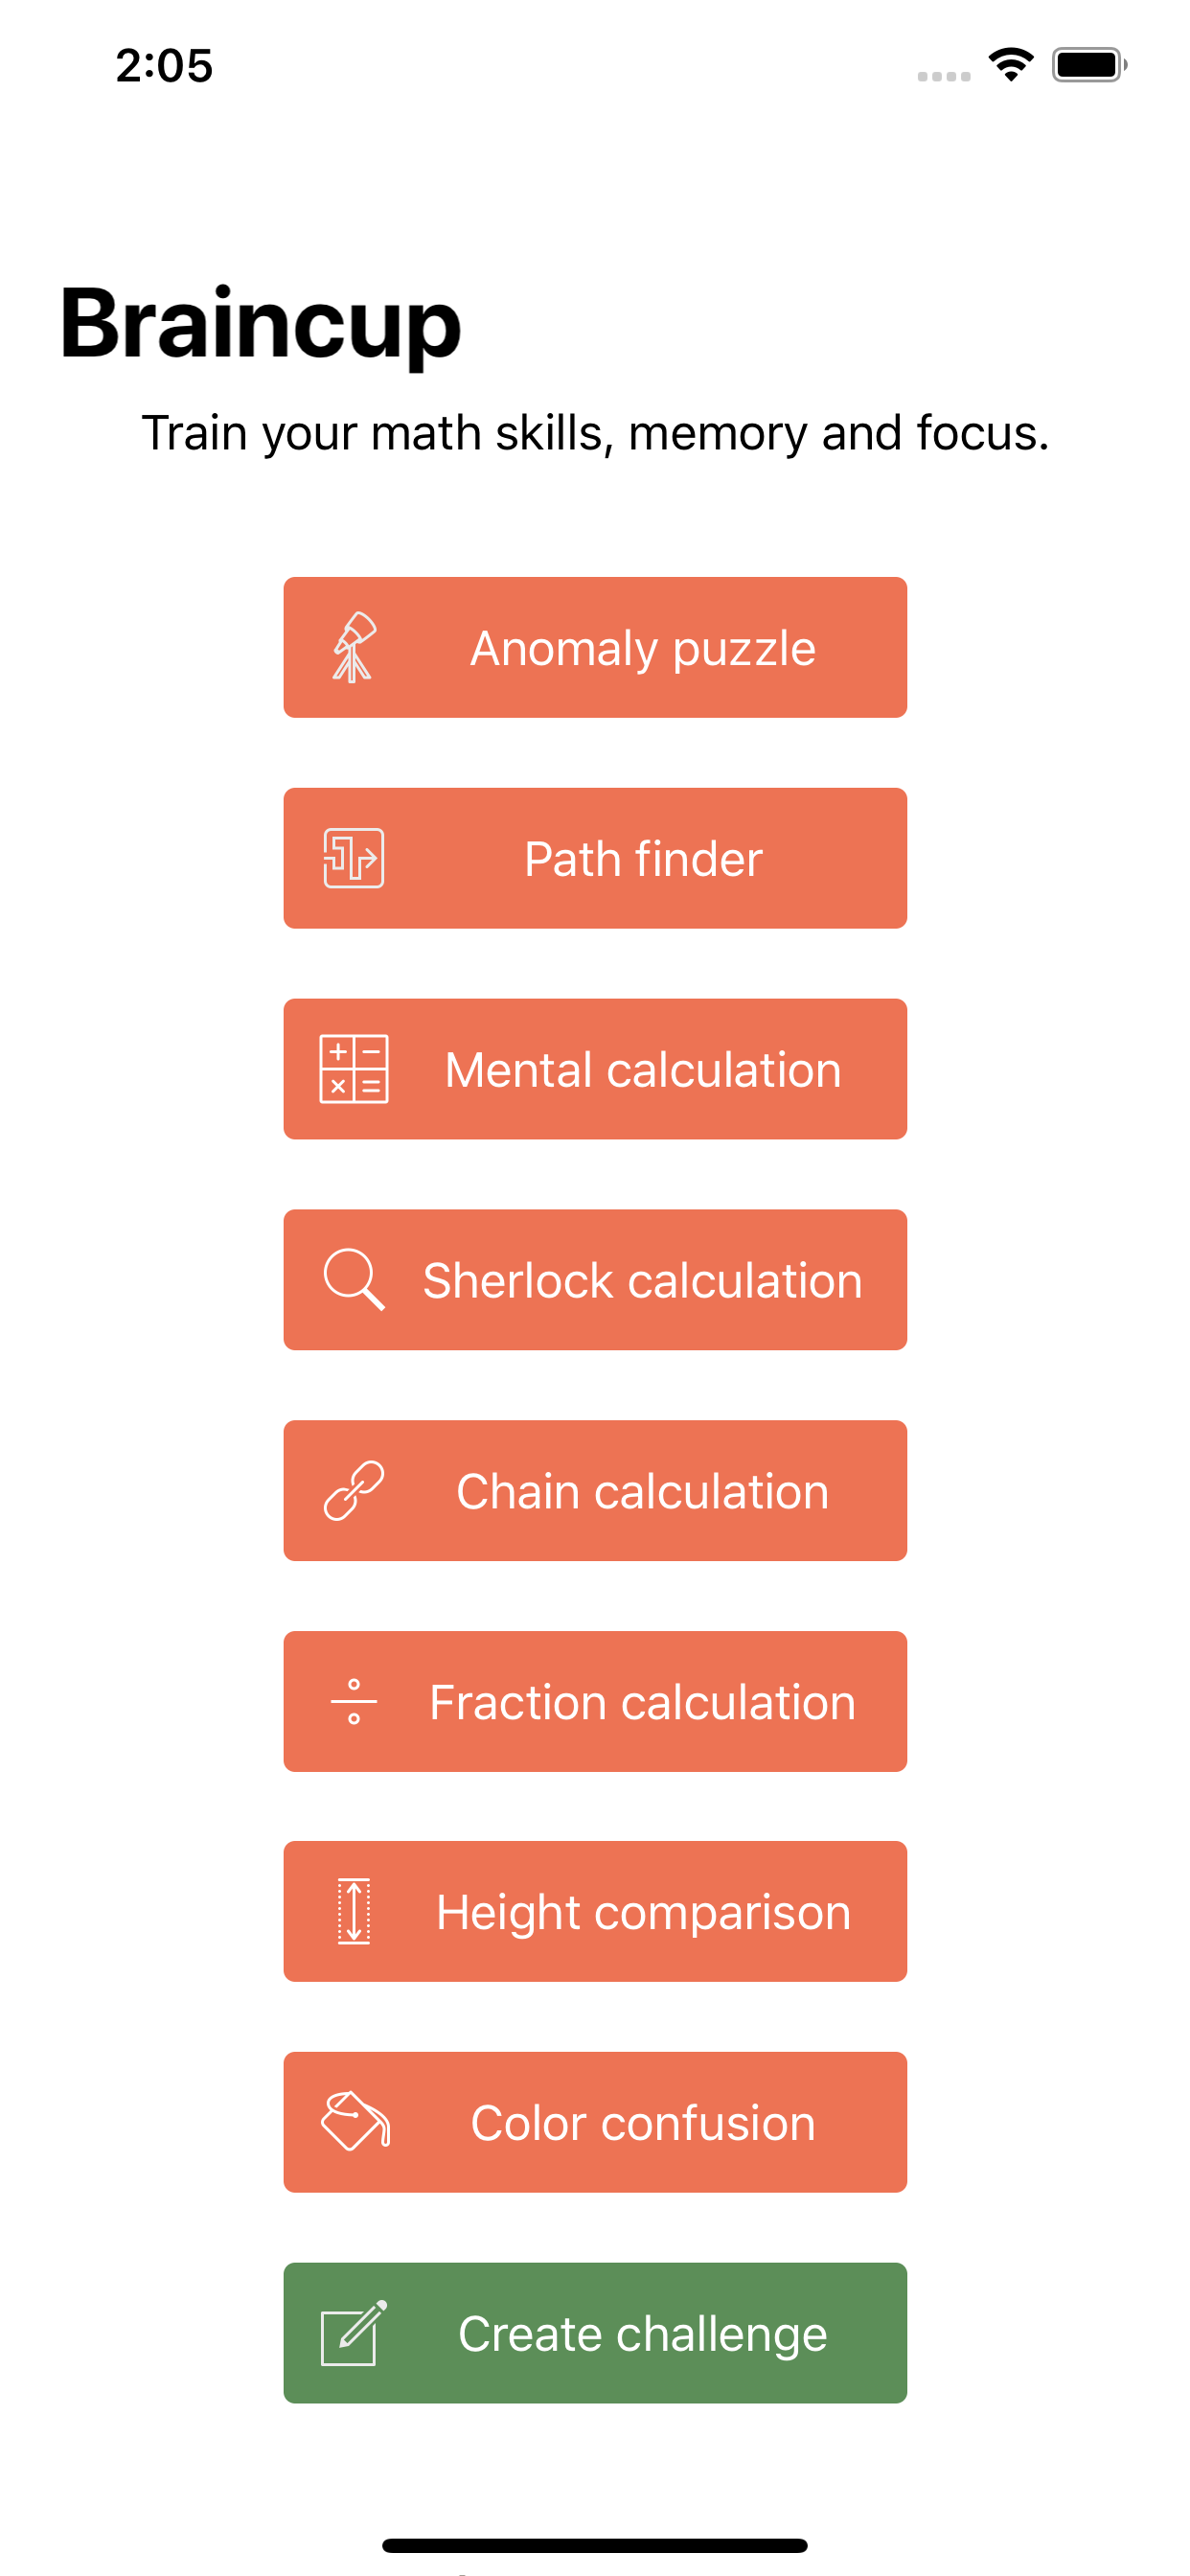 2:05
Braincup
Train your math skills, memory and focus.
Anomaly puzzle
Path finder
Mental calculation
Sherlock calculation
Chain calculation
Fraction calculation
Height comparison
Color confusion
Create challenge